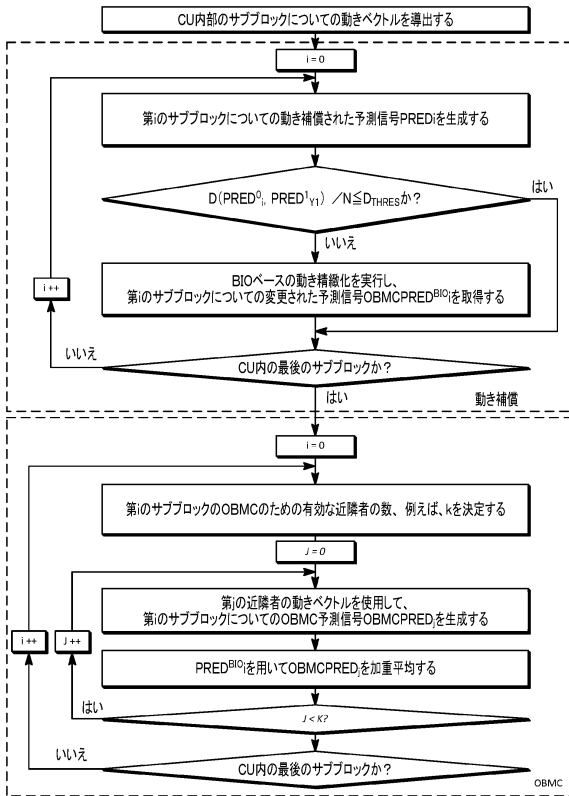 CU内部のサブブロックについての動きベクトルを導出する
i = 0
第iのサブブロックについての動き補償された予測信号PREDiを生成する
D(PRED⁰i, PRED¹Y1) /N≦DTHRESか?
はい
いいえ
BIOベースの動き精緻化を実行し、
第iのサブブロックについての変更された予測信号OBMCPREDᴮᴵᴼiを取得する
i ++
いいえ
CU内の最後のサブブロックか?
はい
動き補償
i = 0
第iのサブブロックのOBMCのための有効な近隣者の数、例えば、kを決定する
J = 0
第jの近隣者の動きベクトルを使用して、
第iのサブブロックについてのOBMC予測信号OBMCPREDjを生成する
i ++
J ++
PREDᴮᴵᴼiを用いてOBMCPREDjを加重平均する
はい
J < K?
いいえ
CU内の最後のサブブロックか?
OBMC